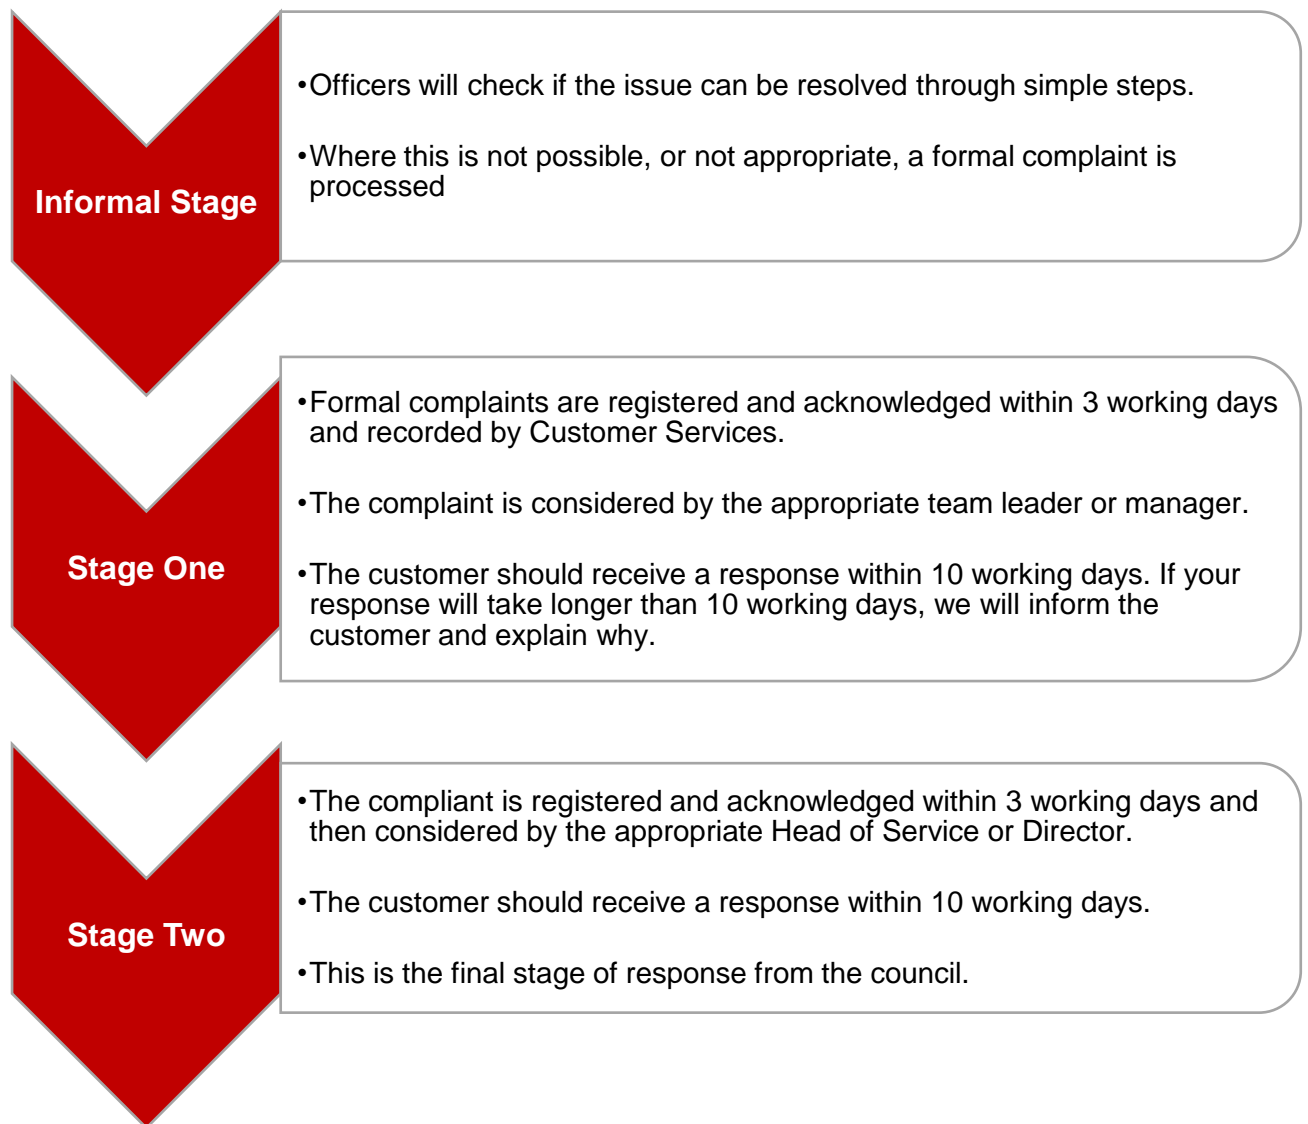 Informal Stage
•Officers will check if the issue can be resolved through simple steps.
•Where this is not possible, or not appropriate, a formal complaint is
processed
Stage One
•Formal complaints are registered and acknowledged within 3 working days
and recorded by Customer Services.
•The complaint is considered by the appropriate team leader or manager.
•The customer should receive a response within 10 working days. If your
response will take longer than 10 working days, we will inform the
customer and explain why.
Stage Two
•The compliant is registered and acknowledged within 3 working days and
then considered by the appropriate Head of Service or Director.
•The customer should receive a response within 10 working days.
•This is the final stage of response from the council.